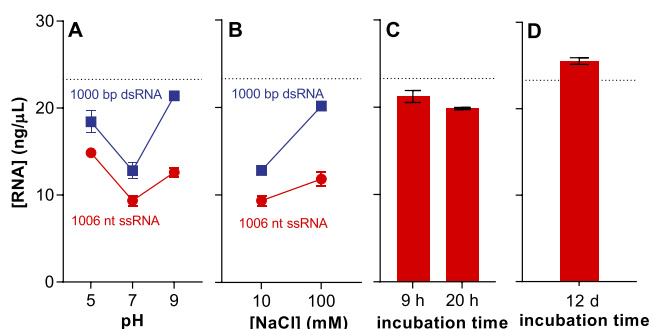 A
B
C
D
[RNA] (ng/μL)
30
20
10
0
1000 bp dsRNA
1006 nt ssRNA
5
7
9
pH
1000 bp dsRNA
1006 nt ssRNA
10
100
[NaCl] (mM)
9 h
20 h
incubation time
12 d
incubation time